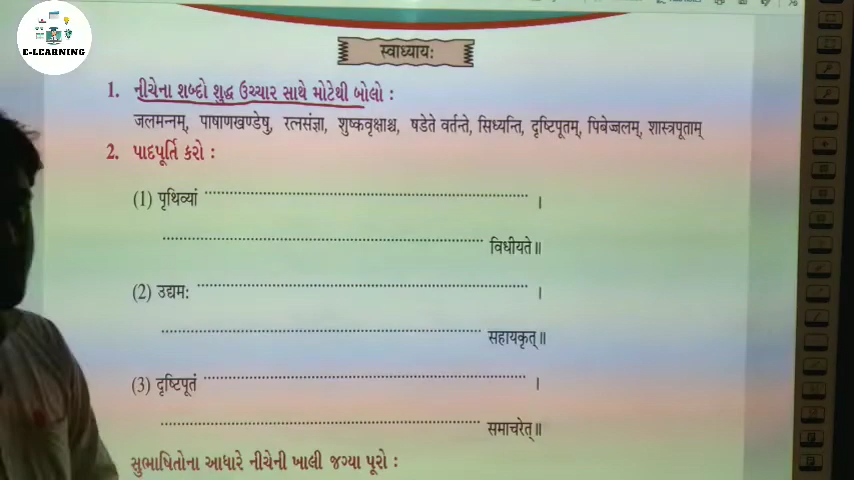 E-LEARNING
स्वाध्यायः
1. નીચેના શબ્દો શુદ્ધ ઉચ્ચાર સાથે મોટેથી બોલો :
जलमन्नम्, पाषाणखण्डेषु, रत्नसंज्ञा, शुष्कवृक्षाश्च, षडेते वर्तन्ते, सिध्यन्ति, दृष्टिपूतम्, पिबेज्जलम्, शास्त्रपूताम्
2. પાદપૂર્તિ કરો :
(1) पृथिव्यां ........................................ ।
........................................ विधीयते॥
(2) उद्यमः ........................................ ।
........................................ सहायकृत्॥
(3) दृष्टिपूतं ........................................ ।
........................................ समाचरेत्॥
સુભાષિતોના આધારે નીચેની ખાલી જગ્યા પૂરો :